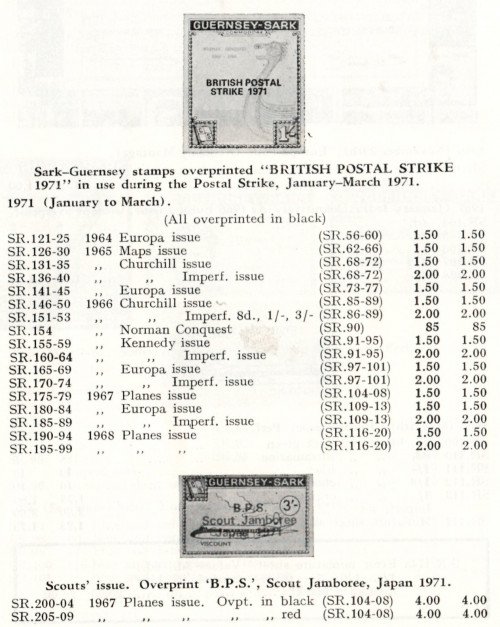 GUERNSEY-SARK
COMMODORE
NORMAN CONQUEST
1066 - 1966
BRITISH POSTAL
STRIKE 1971
1/-
Sark–Guernsey stamps overprinted “BRITISH POSTAL STRIKE
1971” in use during the Postal Strike, January–March 1971.
1971 (January to March).
(All overprinted in black)
SR.121-25 1964 Europa issue (SR.56-60) 1.50 1.50
SR.126-30 1965 Maps issue (SR.62-66) 1.50 1.50
SR.131-35 ,, Churchill issue (SR.68-72) 1.50 1.50
SR.136-40 ,, ,, Imperf. issue (SR.68-72) 2.00 2.00
SR.141-45 ,, Europa issue (SR.73-77) 1.50 1.50
SR.146-50 1966 Churchill issue (SR.85-89) 1.50 1.50
SR.151-53 ,, ,, Imperf. 8d., 1/-, 3/- (SR.86-89) 2.00 2.00
SR.154 ,, Norman Conquest (SR.90) 85 85
SR.155-59 ,, Kennedy issue (SR.91-95) 1.50 1.50
SR.160-64 ,, ,, Imperf. issue (SR.91-95) 2.00 2.00
SR.165-69 ,, Europa issue (SR.97-101) 1.50 1.50
SR.170-74 ,, ,, Imperf. issue (SR.97-101) 2.00 2.00
SR.175-79 1967 Planes issue (SR.104-08) 1.50 1.50
SR.180-84 ,, Europa issue (SR.109-13) 1.50 1.50
SR.185-89 ,, ,, Imperf. issue (SR.109-13) 2.00 2.00
SR.190-94 1968 Planes issue (SR.116-20) 1.50 1.50
SR.195-99 ,, ,, ,, (SR.116-20) 2.00 2.00
GUERNSEY-SARK
B.P.S. 3/-
Scout Jamboree
Japan 1971
VISCOUNT
Scouts’ issue. Overprint ‘B.P.S.’, Scout Jamboree, Japan 1971.
SR.200-04 1967 Planes issue. Ovpt. in black (SR.104-08) 4.00 4.00
SR.205-09 ,, ,, ,, ,, ,, red (SR.104-08) 4.00 4.00